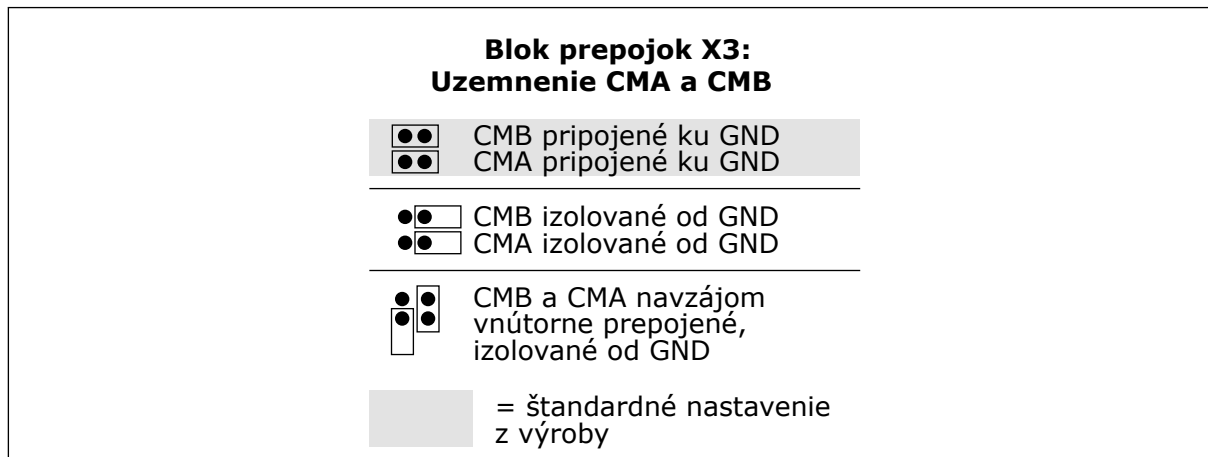 Blok prepojok X3:
Uzemnenie CMA a CMB
CMB pripojené ku GND
CMA pripojené ku GND
CMB izolované od GND
CMA izolované od GND
CMB a CMA navzájom
vnútorne prepojené,
izolované od GND
= štandardné nastavenie
z výroby